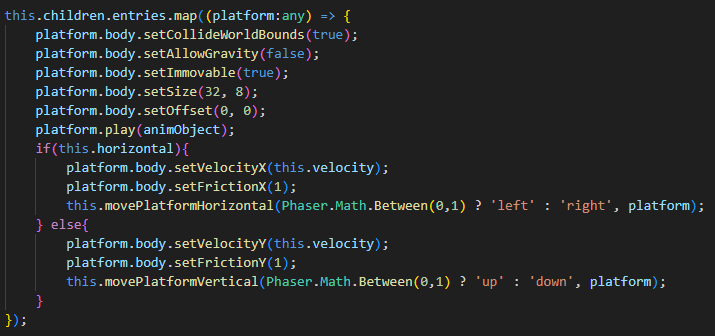 this.children.entries.map((platform:any) => {
platform.body.setCollideWorldBounds(true);
platform.body.setAllowGravity(false);
platform.body.setImmovable(true);
platform.body.setSize(32, 8);
platform.body.setOffset(0, 0);
platform.play(animObject);
if(this.horizontal){
platform.body.setVelocityX(this.velocity);
platform.body.setFrictionX(1);
this.movePlatformHorizontal(Phaser.Math.Between(0,1) ? 'left' : 'right', platform);
} else{
platform.body.setVelocityY(this.velocity);
platform.body.setFrictionY(1);
this.movePlatformVertical(Phaser.Math.Between(0,1) ? 'up' : 'down', platform);
}
});